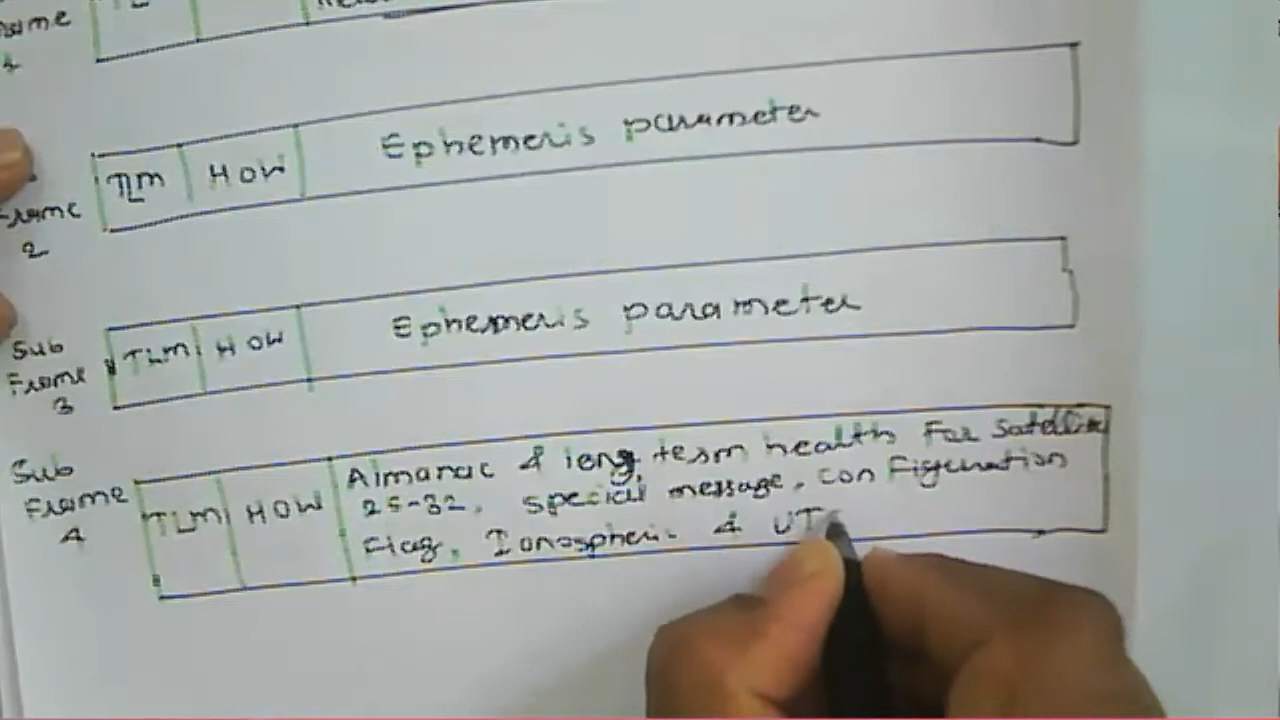 Frame
2
TLM HOW Ephemeris parameter
Sub
Frame
3
TLM HOW Ephemeris parameter
Sub
Frame
4
TLM HOW
Almanac & long term health For Satellite
25-32, Special message, configuration
Flag, Ionospheric & UTC